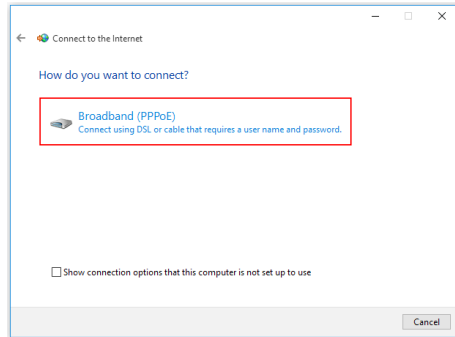 Connect to the Internet
How do you want to connect?
Broadband (PPPoE)
Connect using DSL or cable that requires a user name and password.
Show connection options that this computer is not set up to use
Cancel